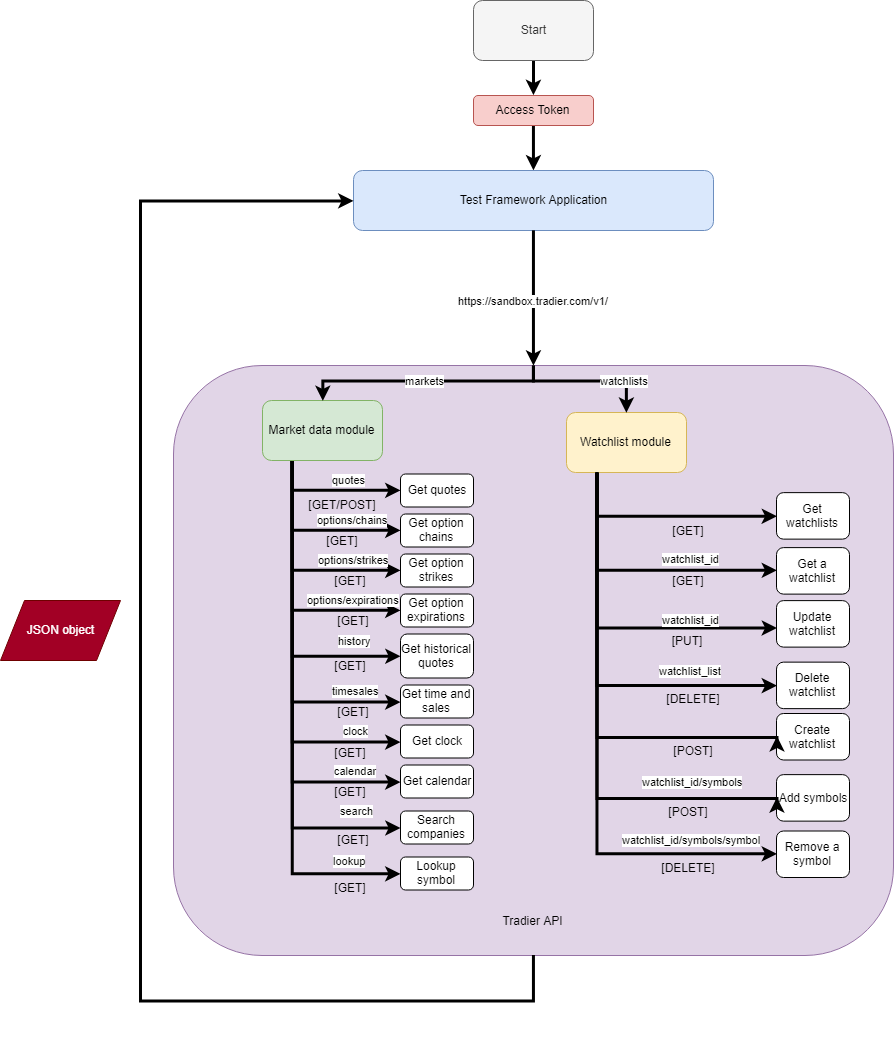 Start
Access Token
Test Framework Application
https://sandbox.tradier.com/v1/
markets
watchlists
Market data module
Watchlist module
quotes
Get quotes
[GET/POST]
options/chains
Get option
chains
[GET]
options/strikes
Get option
strikes
[GET]
options/expirations
Get option
expirations
[GET]
history
Get historical
quotes
[GET]
timesales
Get time and
sales
[GET]
clock
Get clock
[GET]
calendar
Get calendar
[GET]
search
Search
companies
[GET]
lookup
Lookup
symbol
[GET]
Get
watchlists
[GET]
watchlist_id
Get a
watchlist
[GET]
watchlist_id
Update
watchlist
[PUT]
watchlist_list
Delete
watchlist
[DELETE]
Create
watchlist
[POST]
watchlist_id/symbols
Add symbols
[POST]
watchlist_id/symbols/symbol
Remove a
symbol
[DELETE]
JSON object
Tradier API